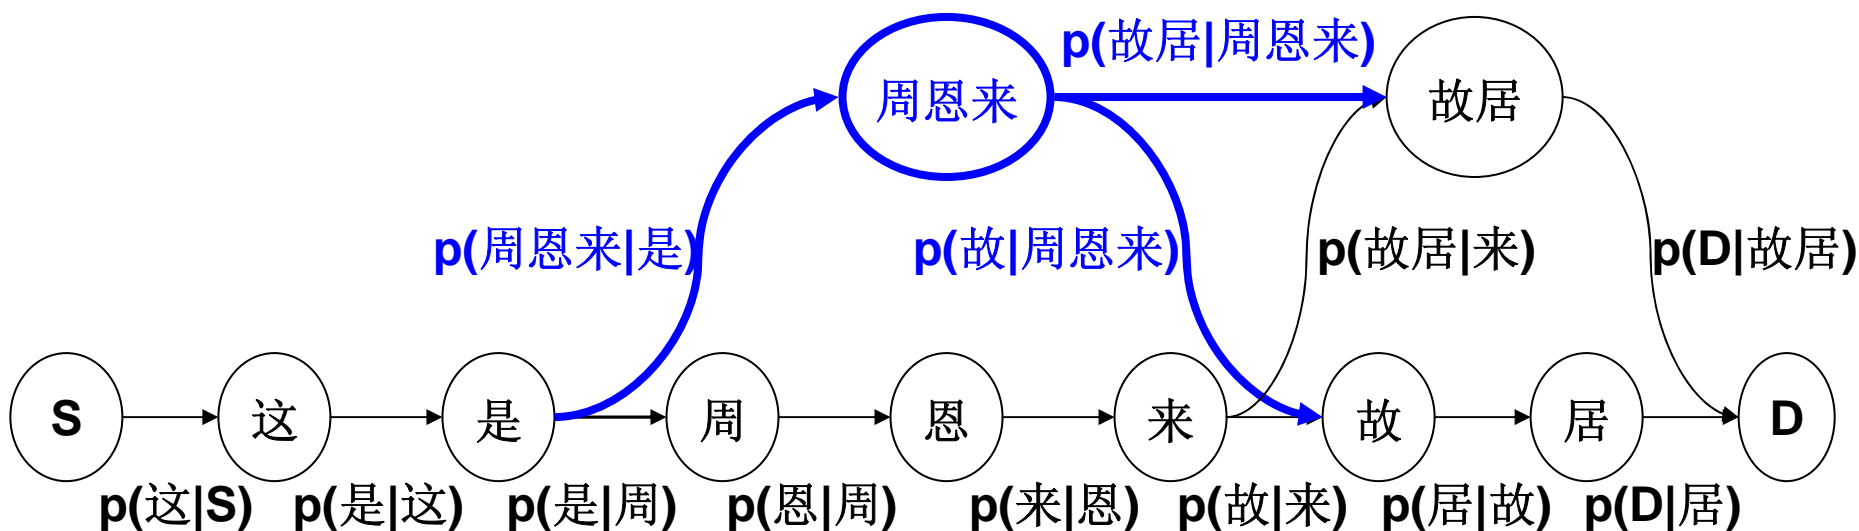 p(故居|周恩来)
周恩来
故居
p(周恩来|是)
p(故|周恩来)
p(故居|来)
p(D|故居)
S
这
是
周
恩
来
故
居
D
p(这|S)
p(是|这)
p(是|周)
p(恩|周)
p(来|恩)
p(故|来)
p(居|故)
p(D|居)